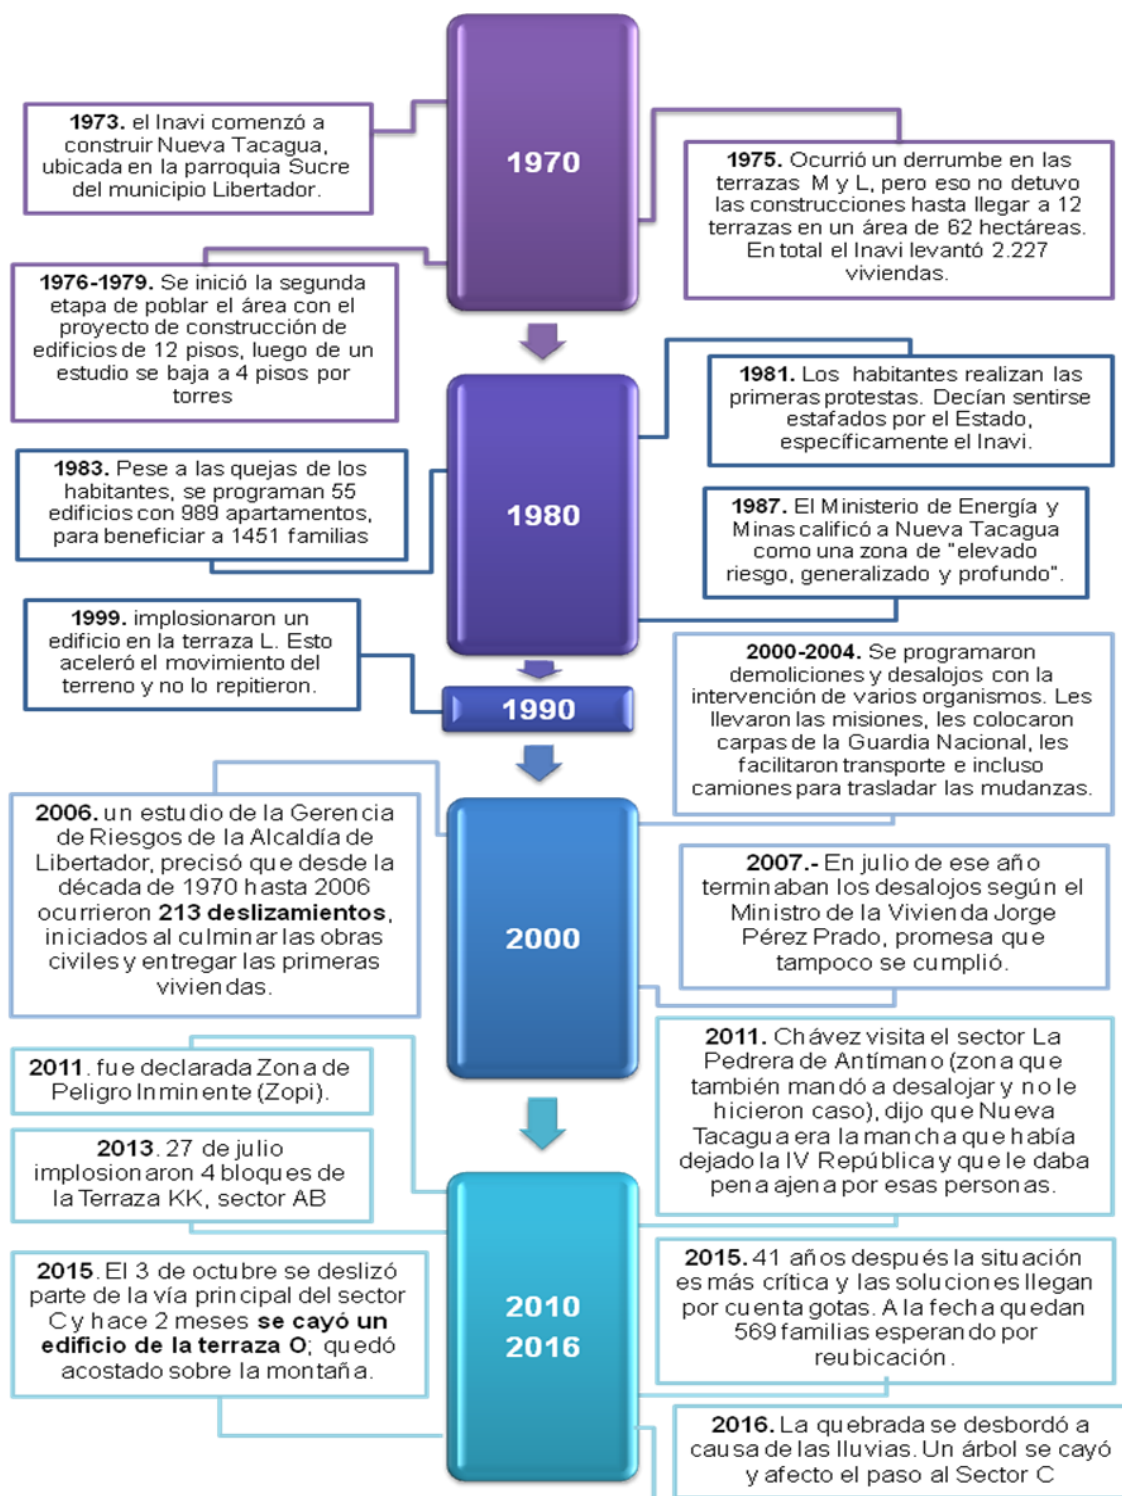 1970
1973. el Inavi comenzó a
construir Nueva Tacagua,
ubicada en la parroquia Sucre
del municipio Libertador.
1975. Ocurrió un derrumbe en las
terrazas M y L, pero eso no detuvo
las construcciones hasta llegar a 12
terrazas en un área de 62 hectáreas.
En total el Inavi levantó 2.227
viviendas.
1976-1979. Se inició la segunda
etapa de poblar el área con el
proyecto de construcción de
edificios de 12 pisos, luego de un
estudio se baja a 4 pisos por
torres
1980
1981. Los habitantes realizan las
primeras protestas. Decían sentirse
estafados por el Estado,
específicamente el Inavi.
1983. Pese a las quejas de los
habitantes, se programan 55
edificios con 989 apartamentos,
para beneficiar a 1451 familias
1987. El Ministerio de Energía y
Minas calificó a Nueva Tacagua
como una zona de "elevado
riesgo, generalizado y profundo".
1999. implosionaron un
edificio en la terraza L. Esto
aceleró el movimiento del
terreno y no lo repitieron.
1990
2000-2004. Se programaron
demoliciones y desalojos con la
intervención de varios organismos. Les
llevaron las misiones, les colocaron
carpas de la Guardia Nacional, les
facilitaron transporte e incluso
camiones para trasladar las mudanzas.
2006. un estudio de la Gerencia
de Riesgos de la Alcaldía de
Libertador, precisó que desde la
década de 1970 hasta 2006
ocurrieron 213 deslizamientos,
iniciados al culminar las obras
civiles y entregar las primeras
viviendas.
2000
2007.- En julio de ese año
terminaban los desalojos según el
Ministro de la Vivienda Jorge
Pérez Prado, promesa que
tampoco se cumplió.
2011. fue declarada Zona de
Peligro Inminente (Zopi).
2011. Chávez visita el sector La
Pedrera de Antímano (zona que
también mandó a desalojar y no le
hicieron caso), dijo que Nueva
Tacagua era la mancha que había
dejado la IV República y que le daba
pena ajena por esas personas.
2013. 27 de julio
implosionaron 4 bloques de
la Terraza KK, sector AB
2010
2016
2015. El 3 de octubre se deslizó
parte de la vía principal del sector
C y hace 2 meses se cayó un
edificio de la terraza O; quedó
acostado sobre la montaña.
2015. 41 años después la situación
es más crítica y las soluciones llegan
por cuenta gotas. A la fecha quedan
569 familias esperando por
reubicación.
2016. La quebrada se desbordó a
causa de las lluvias. Un árbol se cayó
y afecto el paso al Sector C